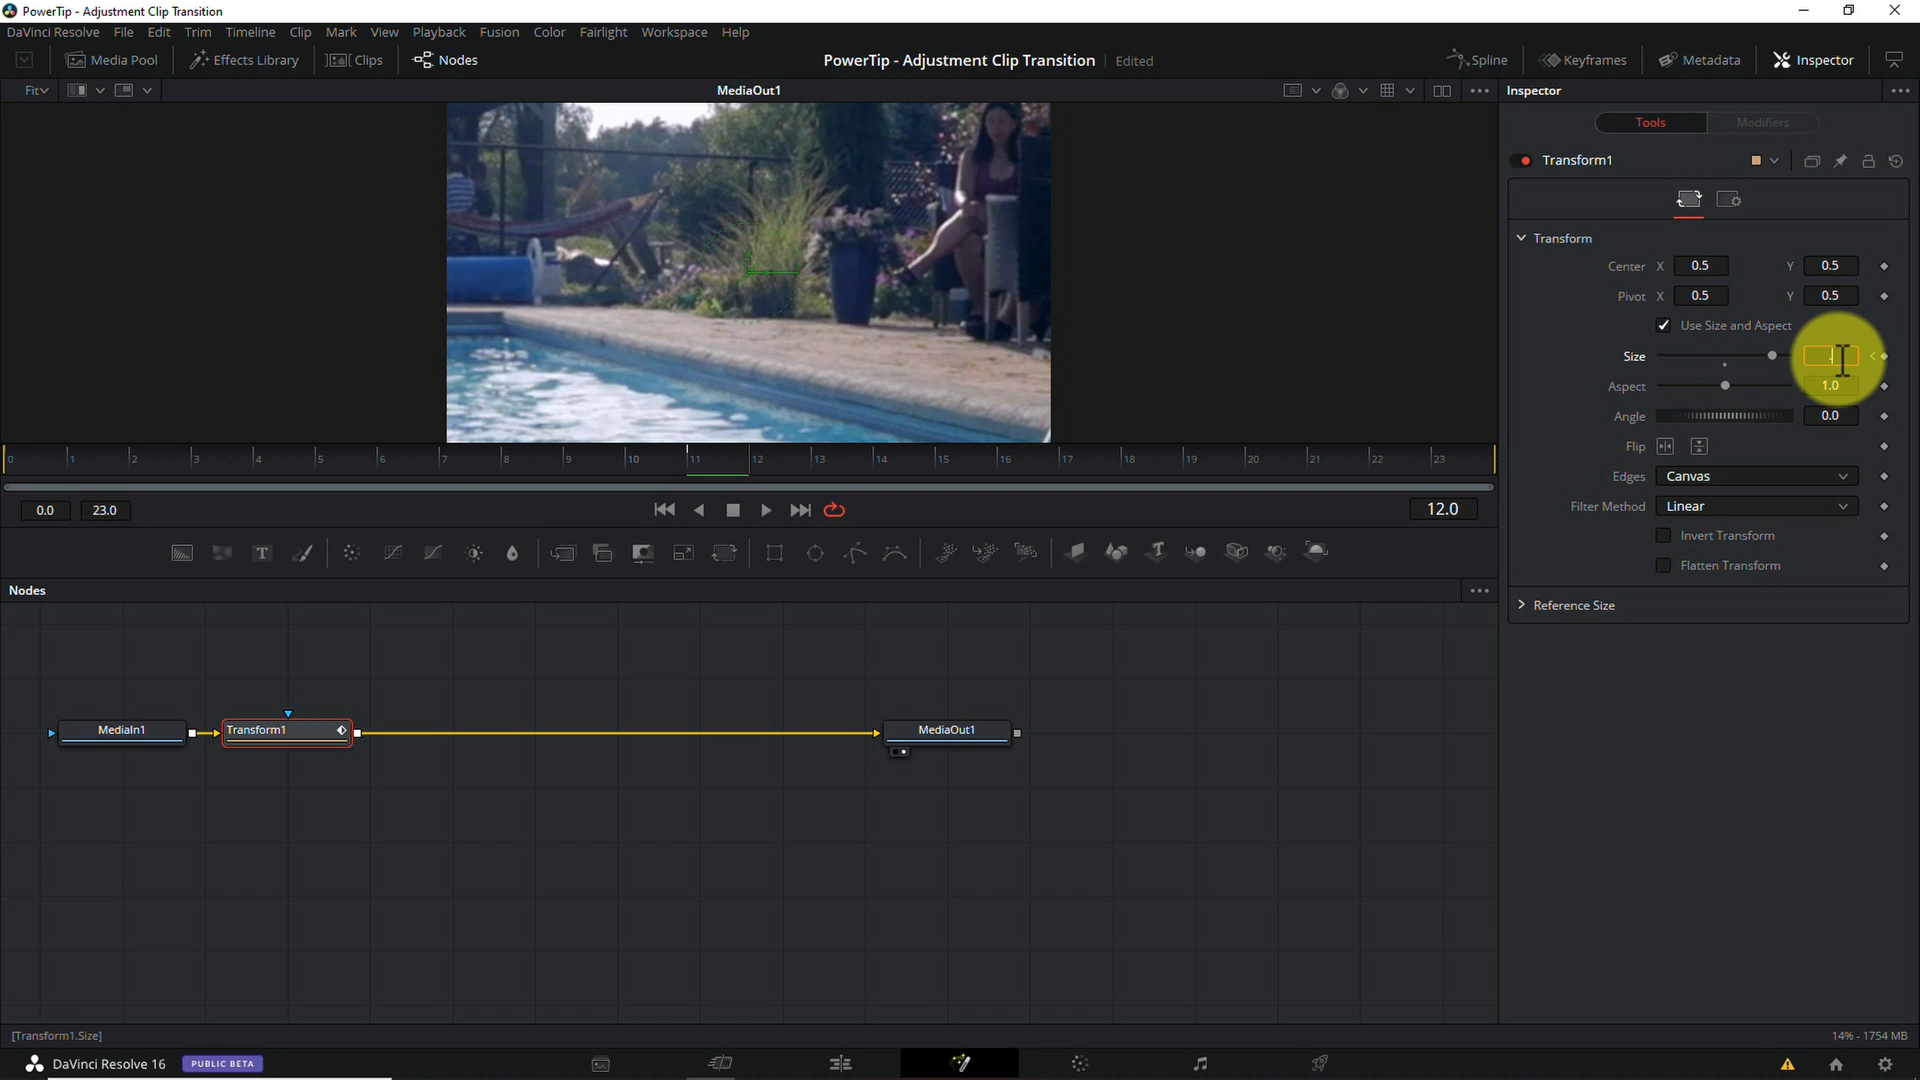 PowerTip - Adjustment Clip Transition
DaVinci Resolve File Edit Trim Timeline Clip Mark View Playback Fusion Color Fairlight Workspace Help
Media Pool Effects Library Clips Nodes PowerTip - Adjustment Clip Transition Edited Spline Keyframes Metadata Inspector
Fit MediaOut1 Inspector
Tools Modifiers
Transform1
Transform
Center X 0.5 Y 0.5
Pivot X 0.5 Y 0.5
Use Size and Aspect
Size .
Aspect 1.0
Angle 0.0
Flip
Edges Canvas
Filter Method Linear
Invert Transform
Flatten Transform
Reference Size
0 1 2 3 4 5 6 7 8 9 10 11 12 13 14 15 16 17 18 19 20 21 22 23
0.0 23.0 12.0
T
Nodes
MediaIn1 Transform1 MediaOut1
[Transform1.Size] 14% - 1754 MB
DaVinci Resolve 16 PUBLIC BETA